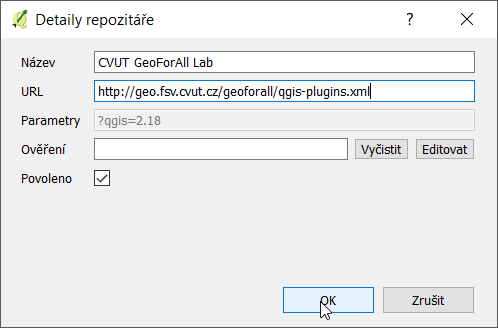 Detaily repozitáře
Název CVUT GeoForAll Lab
URL http://geo.fsv.cvut.cz/geoforall/qgis-plugins.xml
Parametry ?qgis=2.18
Ověření Vyčistit Editovat
Povoleno
OK Zrušit